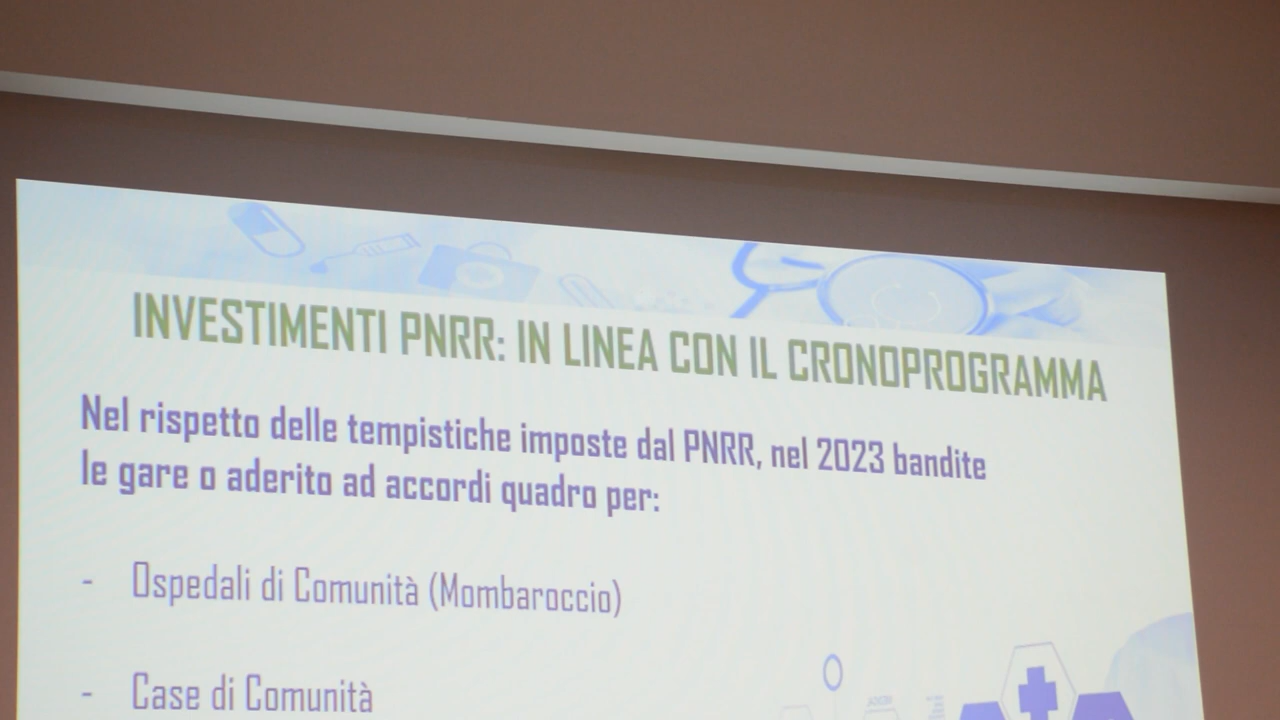 INVESTIMENTI PNRR: IN LINEA CON IL CRONOPROGRAMMA
Nel rispetto delle tempistiche imposte dal PNRR, nel 2023 bandite
le gare o aderito ad accordi quadro per:
- Ospedali di Comunità (Mombaroccio)
- Case di Comunità